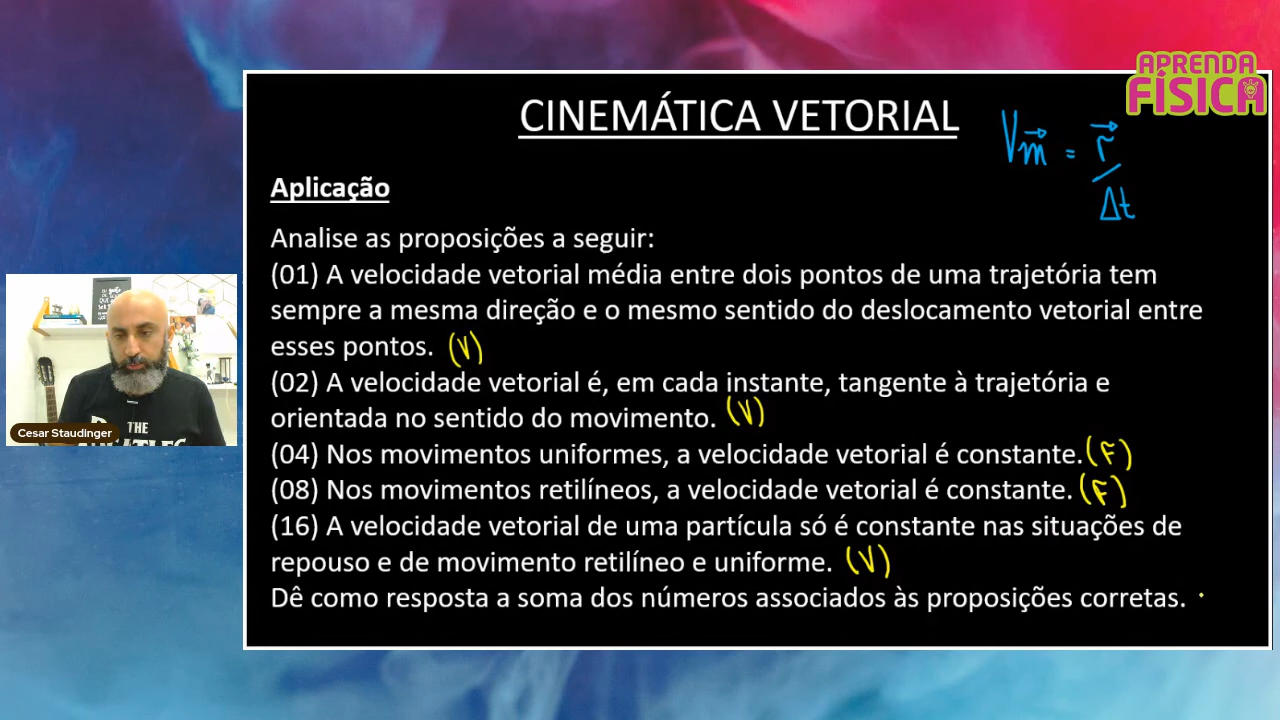 APRENDA
FÍSICA
CINEMÁTICA VETORIAL
Vm = r
/
Δt
Aplicação
Analise as proposições a seguir:
(01) A velocidade vetorial média entre dois pontos de uma trajetória tem
sempre a mesma direção e o mesmo sentido do deslocamento vetorial entre
esses pontos. (V)
(02) A velocidade vetorial é, em cada instante, tangente à trajetória e
orientada no sentido do movimento. (V)
(04) Nos movimentos uniformes, a velocidade vetorial é constante. (F)
(08) Nos movimentos retilíneos, a velocidade vetorial é constante. (F)
(16) A velocidade vetorial de uma partícula só é constante nas situações de
repouso e de movimento retilíneo e uniforme. (V)
Dê como resposta a soma dos números associados às proposições corretas.
THE
Cesar Staudinger